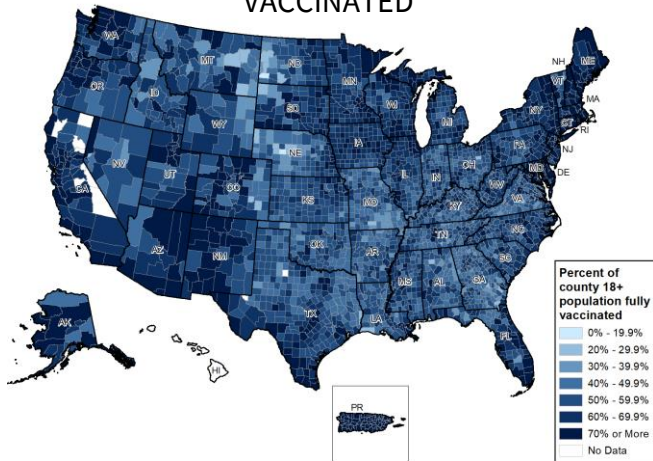 VACCINATED
WA
MT
ND
MN
ME
NH
VT
OR
ID
SD
WI
MI
NY
MA
WY
CT
RI
IA
PA
NJ
NE
NV
OH
IL
IN
MD
DE
UT
CO
WV
CA
VA
KS
MO
KY
NC
TN
AZ
NM
OK
AR
SC
MS
AL
GA
TX
LA
FL
AK
HI
PR
Percent of
county 18+
population fully
vaccinated
0% - 19.9%
20% - 29.9%
30% - 39.9%
40% - 49.9%
50% - 59.9%
60% - 69.9%
70% or More
No Data